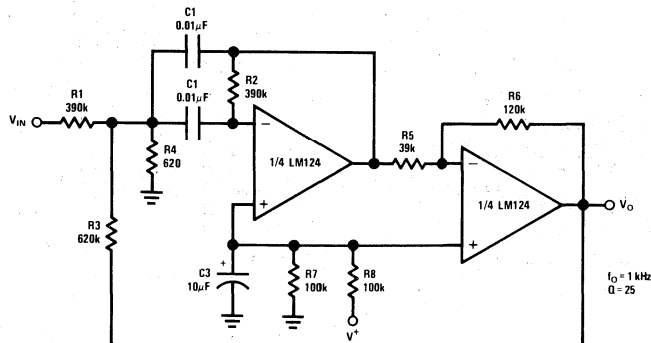 C1
0.01µF
C1
0.01µF
R1
390k
R2
390k
R6
120k
VIN
R4
620
R5
39k
−
1/4 LM124
+
−
1/4 LM124
+
VO
R3
620k
+
C3
10µF
R7
100k
R8
100k
V+
fO = 1 kHz
Q = 25